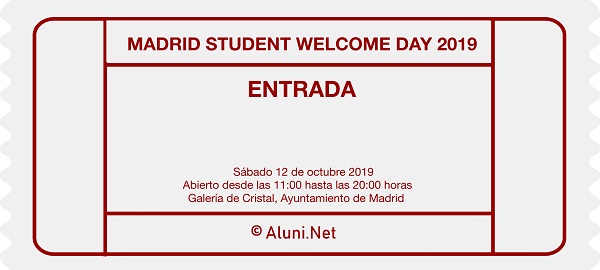 MADRID STUDENT WELCOME DAY 2019
ENTRADA
Sábado 12 de octubre 2019
Abierto desde las 11:00 hasta las 20:00 horas
Galería de Cristal, Ayuntamiento de Madrid
© Aluni.Net